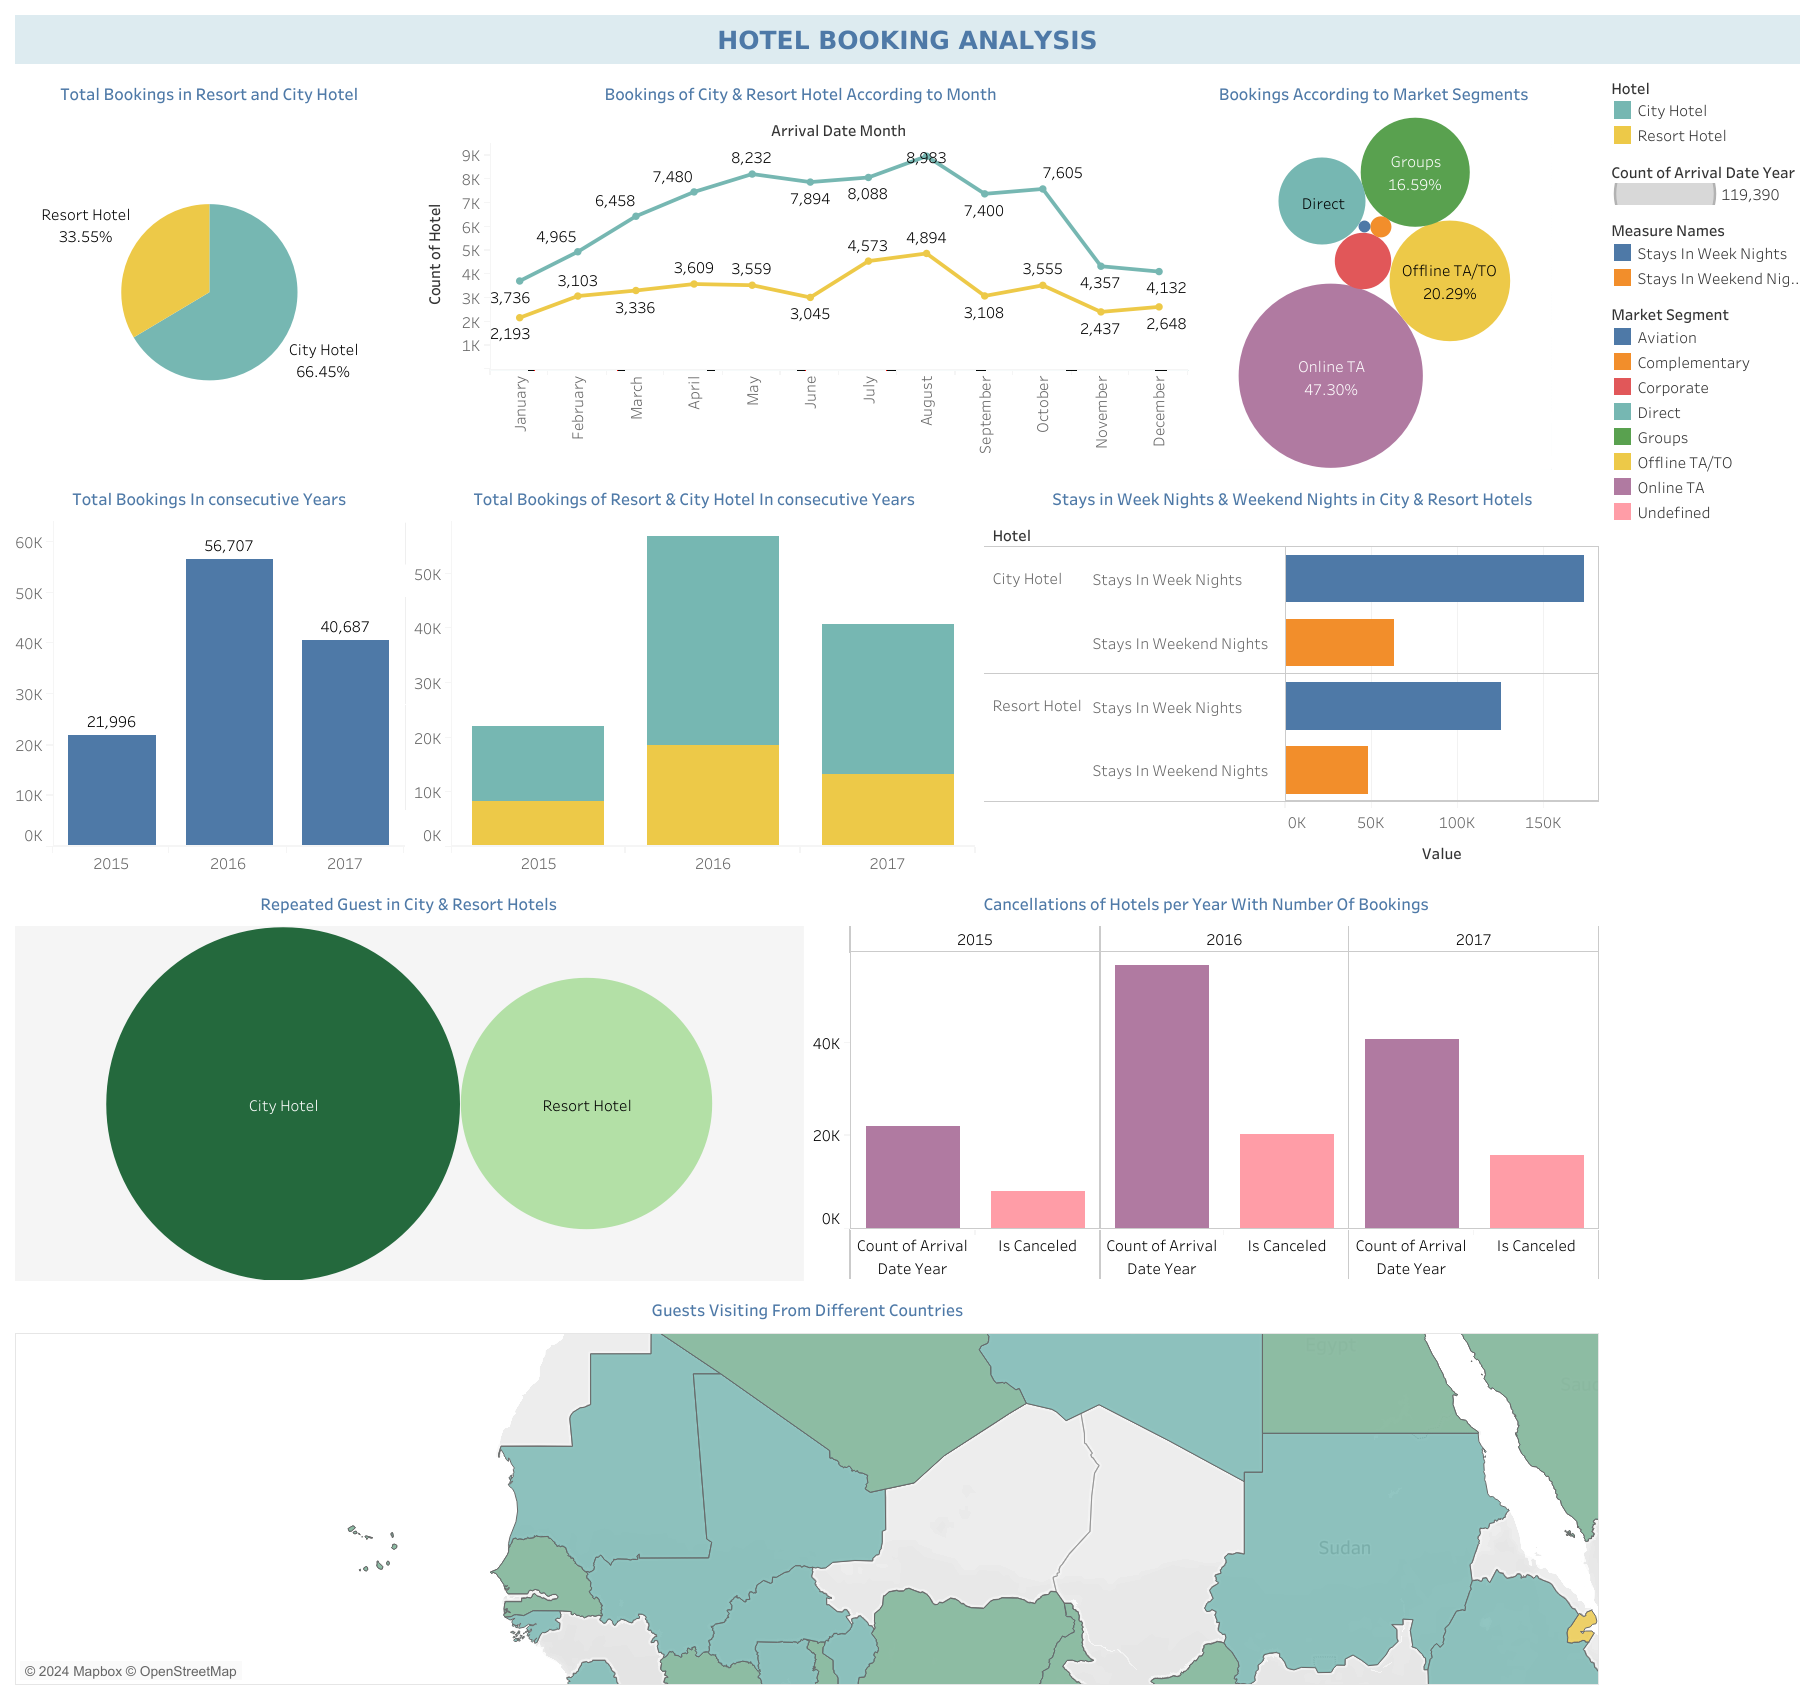 HOTEL BOOKING ANALYSIS
Total Bookings in Resort and City Hotel
Resort Hotel
33.55%
City Hotel
66.45%
Bookings of City & Resort Hotel According to Month
Arrival Date Month
Count of Hotel
9K
8K
7K
6K
5K
4K
3K
2K
1K
3,736
4,965
6,458
7,480
8,232
7,894
8,088
8,983
7,400
7,605
4,357
4,132
2,193
3,103
3,336
3,609
3,559
3,045
4,573
4,894
3,108
3,555
2,437
2,648
January
February
March
April
May
June
July
August
September
October
November
December
Bookings According to Market Segments
Groups
16.59%
Direct
Offline TA/TO
20.29%
Online TA
47.30%
Hotel
City Hotel
Resort Hotel
Count of Arrival Date Year
119,390
Measure Names
Stays In Week Nights
Stays In Weekend Nig..
Market Segment
Aviation
Complementary
Corporate
Direct
Groups
Offline TA/TO
Online TA
Undefined
Total Bookings In consecutive Years
60K
50K
40K
30K
20K
10K
0K
21,996
56,707
40,687
2015
2016
2017
Total Bookings of Resort & City Hotel In consecutive Years
50K
40K
30K
20K
10K
0K
2015
2016
2017
Stays in Week Nights & Weekend Nights in City & Resort Hotels
Hotel
City Hotel
Stays In Week Nights
Stays In Weekend Nights
Resort Hotel
Stays In Week Nights
Stays In Weekend Nights
0K
50K
100K
150K
Value
Repeated Guest in City & Resort Hotels
City Hotel
Resort Hotel
Cancellations of Hotels per Year With Number Of Bookings
2015
2016
2017
40K
20K
0K
Count of Arrival
Date Year
Is Canceled
Count of Arrival
Date Year
Is Canceled
Count of Arrival
Date Year
Is Canceled
Guests Visiting From Different Countries
Egypt
Sudan
© 2024 Mapbox © OpenStreetMap